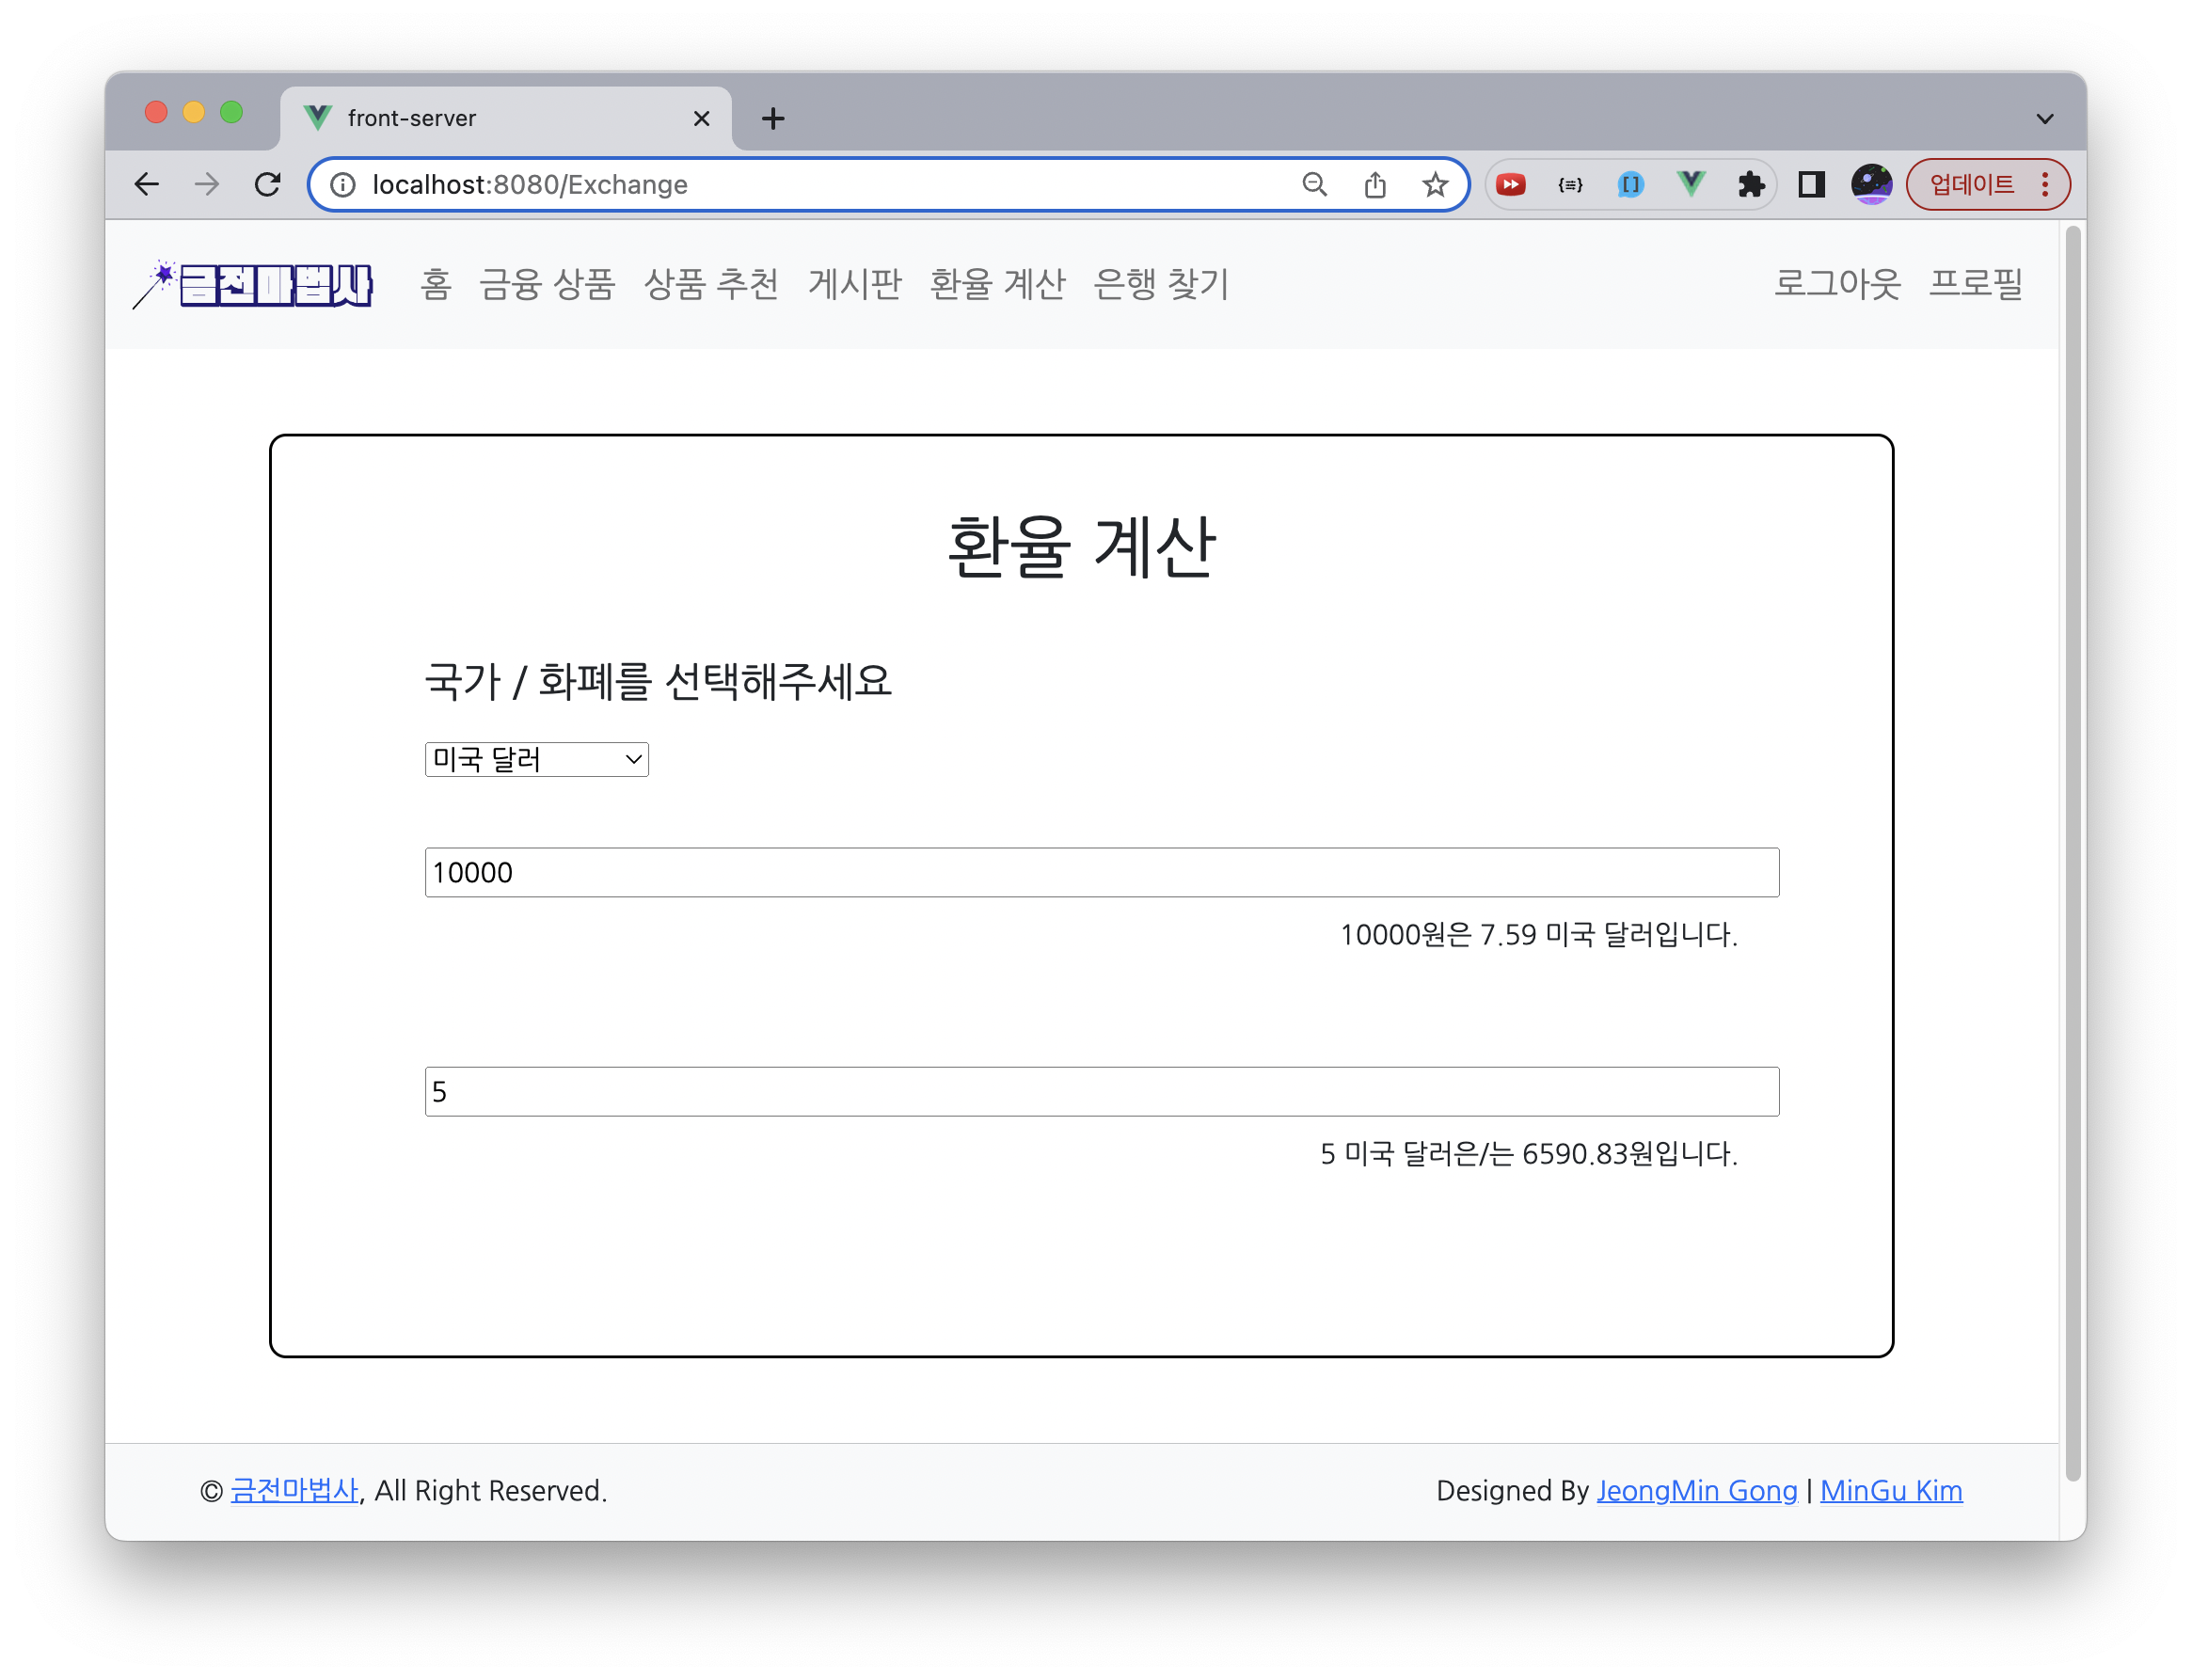 front-server
localhost:8080/Exchange
업데이트
금전마법사 홈 금융 상품 상품 추천 게시판 환율 계산 은행 찾기 로그아웃 프로필
환율 계산
국가 / 화폐를 선택해주세요
미국 달러
10000
10000원은 7.59 미국 달러입니다.
5
5 미국 달러은/는 6590.83원입니다.
© 금전마법사, All Right Reserved. Designed By JeongMin Gong | MinGu Kim